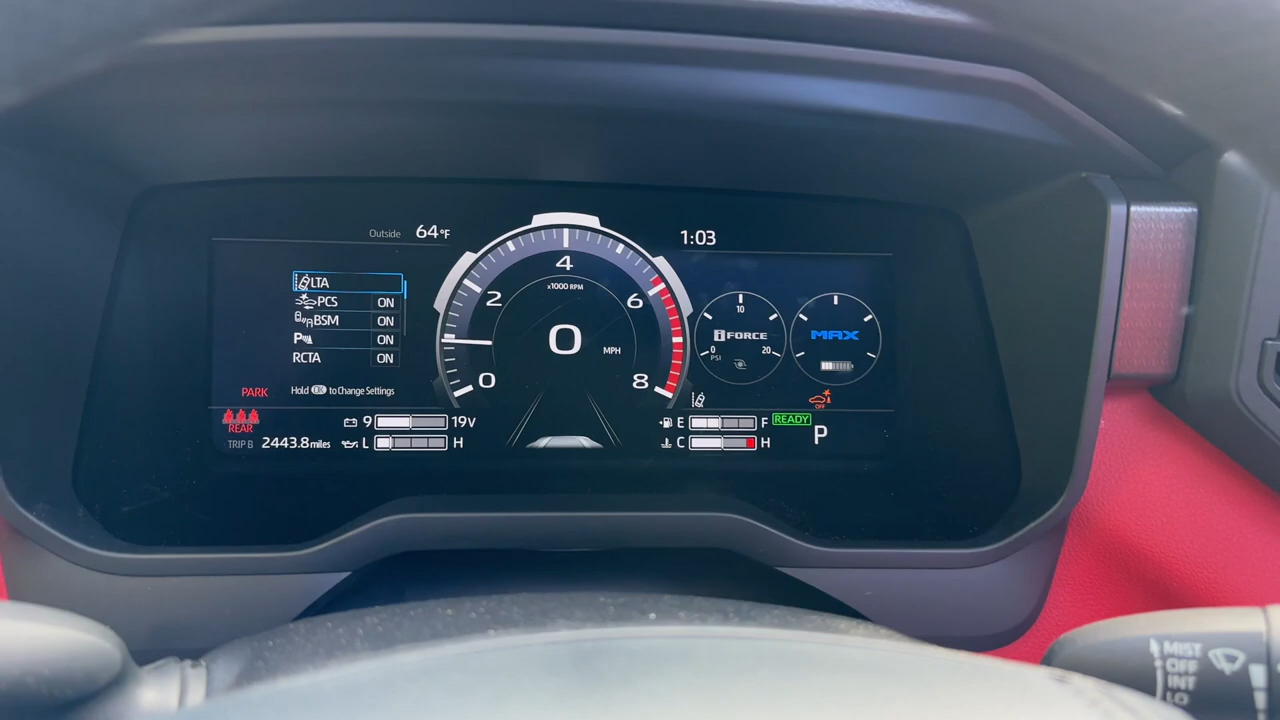 Outside 64°F
1:03
LTA
PCS ON
BSM ON
P ON
RCTA ON
Hold OK to Change Settings
PARK
REAR
TRIP B 2443.8 miles
9 19V
L H
0 2 4 6 8
x1000 RPM
0 MPH
0 10 20
PSI
iFORCE
MAX
OFF
E F
C H
READY
P
MIST
OFF
INT
LO